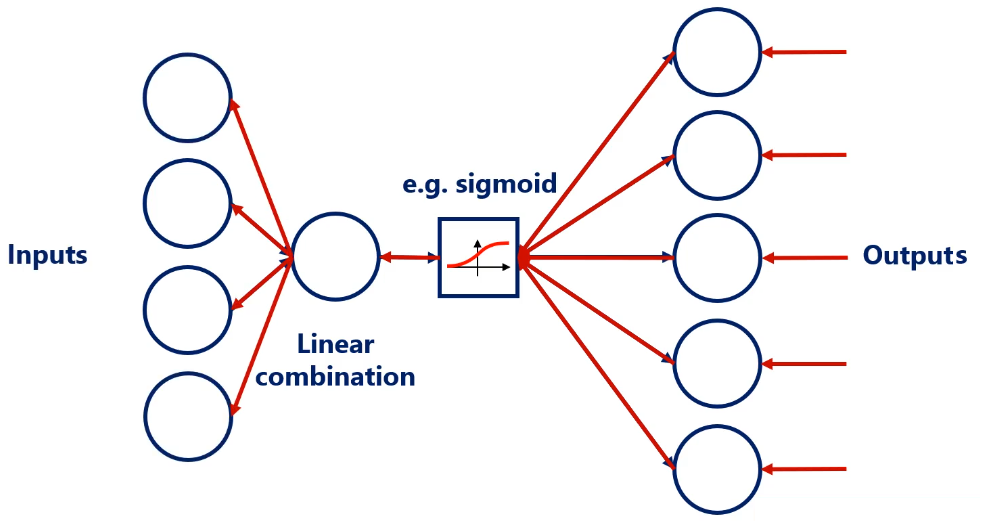 e.g. sigmoid
Inputs
Outputs
Linear
combination